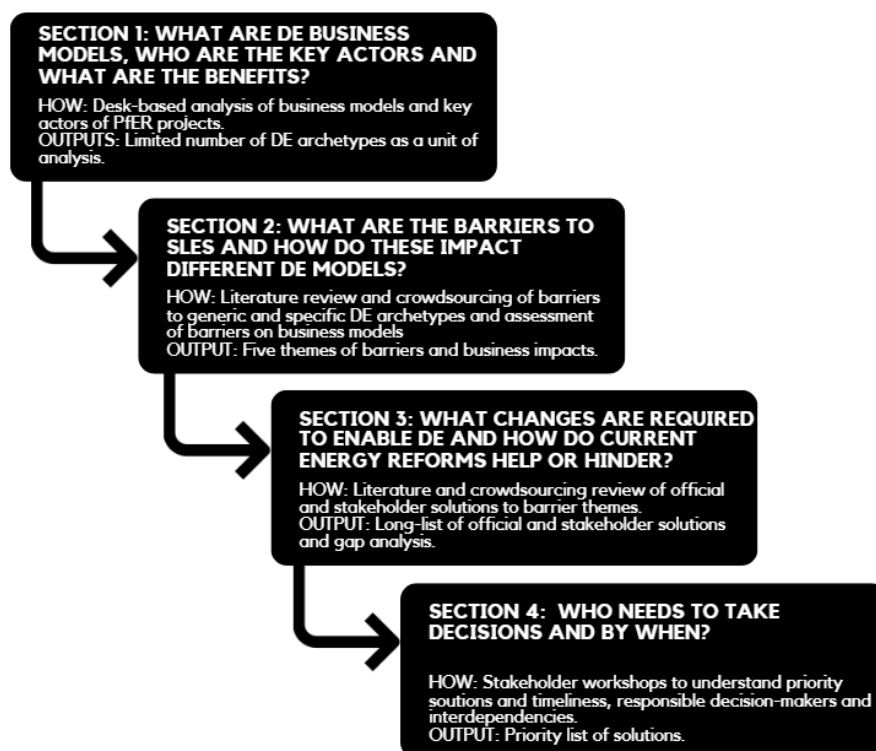 SECTION 1: WHAT ARE DE BUSINESS
MODELS, WHO ARE THE KEY ACTORS AND
WHAT ARE THE BENEFITS?
HOW: Desk-based analysis of business models and key
actors of PfER projects.
OUTPUTS: Limited number of DE archetypes as a unit of
analysis.
SECTION 2: WHAT ARE THE BARRIERS TO
SLES AND HOW DO THESE IMPACT
DIFFERENT DE MODELS?
HOW: Literature review and crowdsourcing of barriers
to generic and specific DE archetypes and assessment
of barriers on business models
OUTPUT: Five themes of barriers and business impacts.
SECTION 3: WHAT CHANGES ARE REQUIRED
TO ENABLE DE AND HOW DO CURRENT
ENERGY REFORMS HELP OR HINDER?
HOW: Literature and crowdsourcing review of official
and stakeholder solutions to barrier themes.
OUTPUT: Long-list of official and stakeholder solutions
and gap analysis.
SECTION 4: WHO NEEDS TO TAKE
DECISIONS AND BY WHEN?
HOW: Stakeholder workshops to understand priority
soutions and timeliness, responsible decision-makers and
interdependencies.
OUTPUT: Priority list of solutions.